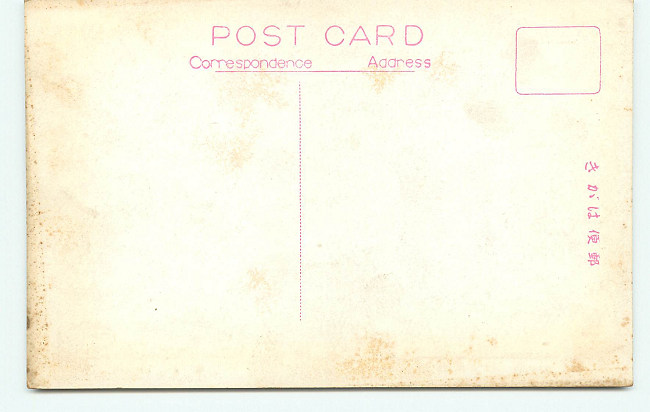 POST CARD
Correspondence Address
郵便はがき